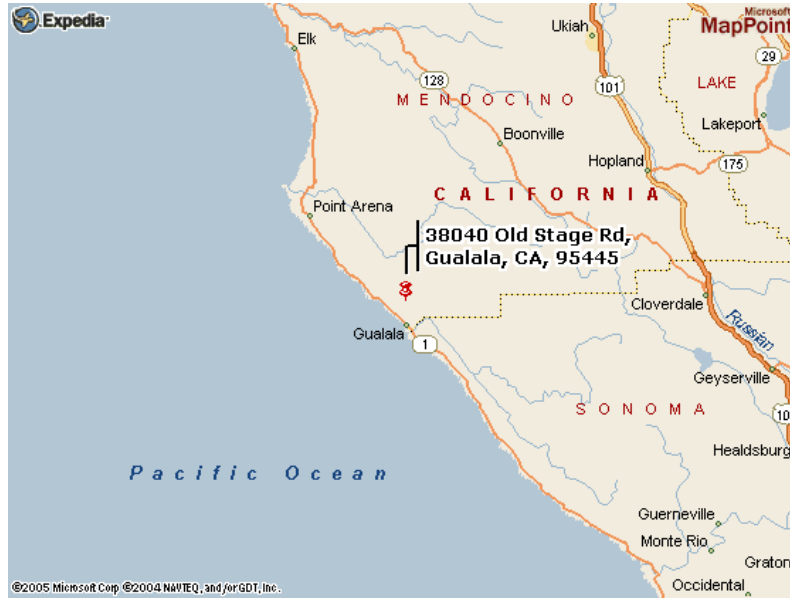 Expedia
Microsoft
MapPoint
Ukiah
Elk
29
128
101
LAKE
MENDOCINO
Lakeport
Boonville
Hopland
175
CALIFORNIA
Point Arena
38040 Old Stage Rd,
Gualala, CA, 95445
Cloverdale
Gualala
Russian
1
Geyserville
SONOMA
10
Healdsburg
Pacific Ocean
Guerneville
Monte Rio
Graton
Occidental
©2005 Microsoft Corp ©2004 NAVTEQ, and/or GDT, Inc.